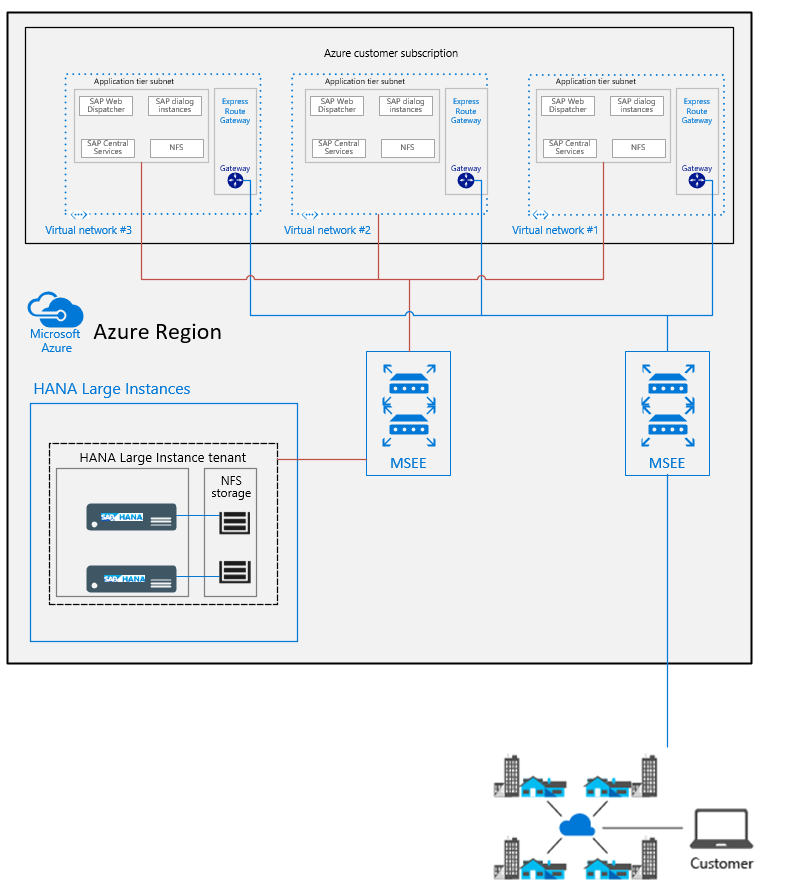 Azure customer subscription
Application tier subnet
SAP Web
Dispatcher
SAP dialog
instances
SAP Central
Services
NFS
Express
Route
Gateway
Gateway
Virtual network #3
Application tier subnet
SAP Web
Dispatcher
SAP dialog
instances
SAP Central
Services
NFS
Express
Route
Gateway
Gateway
Virtual network #2
Application tier subnet
SAP Web
Dispatcher
SAP dialog
instances
SAP Central
Services
NFS
Express
Route
Gateway
Gateway
Virtual network #1
Microsoft
Azure
Azure Region
HANA Large Instances
HANA Large Instance tenant
NFS
storage
SAP HANA
SAP HANA
MSEE
MSEE
Customer